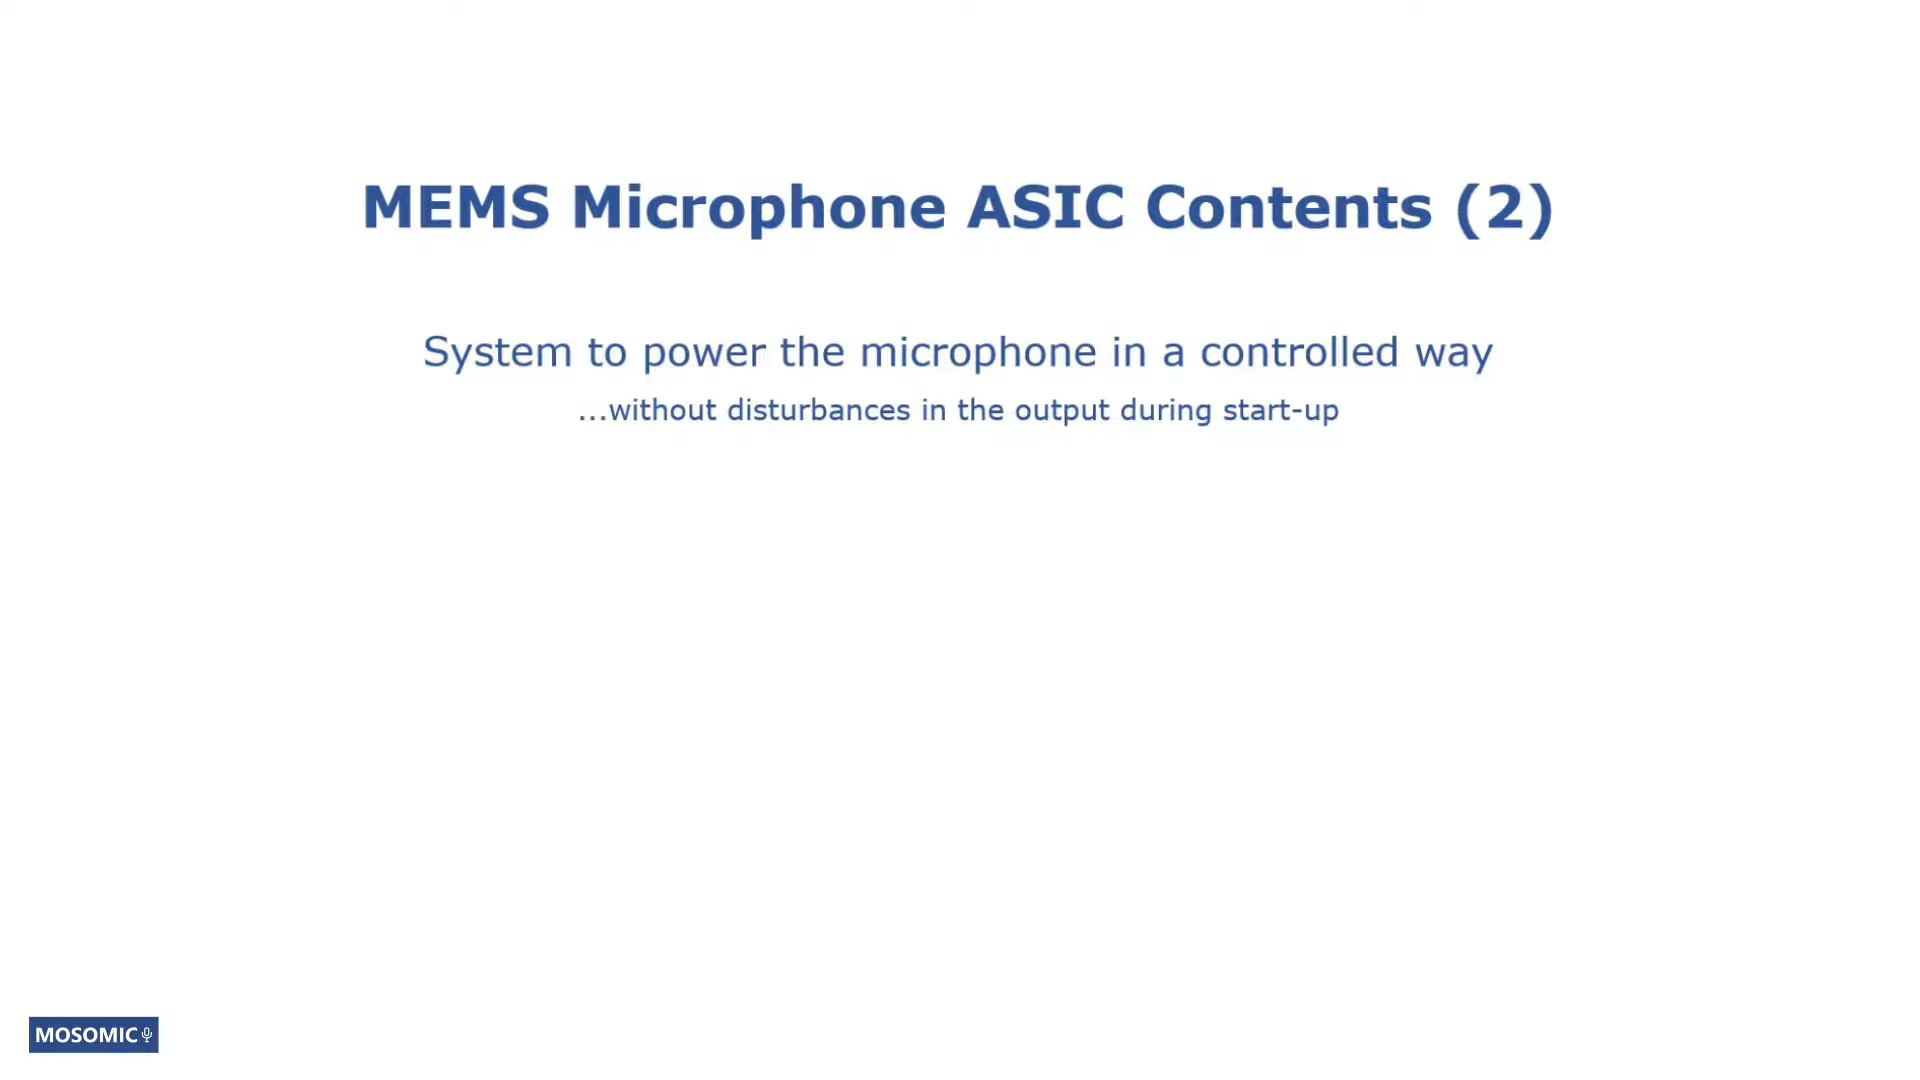 MEMS Microphone ASIC Contents (2)
System to power the microphone in a controlled way
...without disturbances in the output during start-up
MOSOMIC